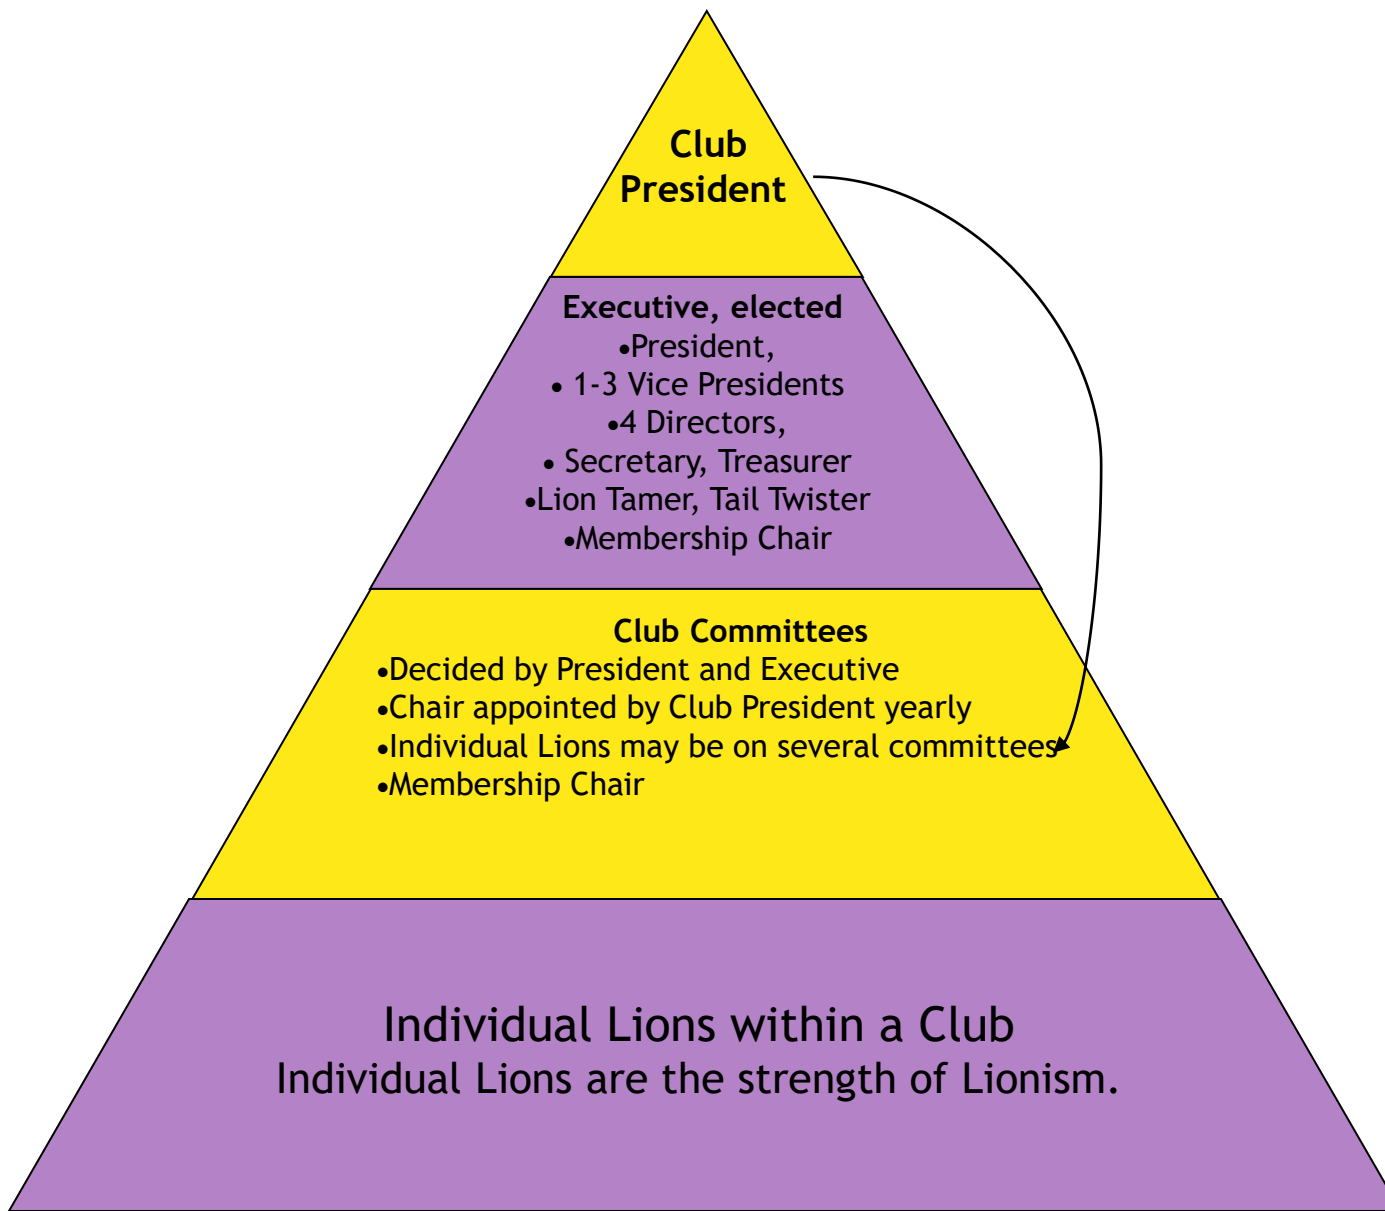 Club
President
Executive, elected
•President,
• 1-3 Vice Presidents
•4 Directors,
• Secretary, Treasurer
•Lion Tamer, Tail Twister
•Membership Chair
Club Committees
•Decided by President and Executive
•Chair appointed by Club President yearly
•Individual Lions may be on several committees
•Membership Chair
Individual Lions within a Club
Individual Lions are the strength of Lionism.